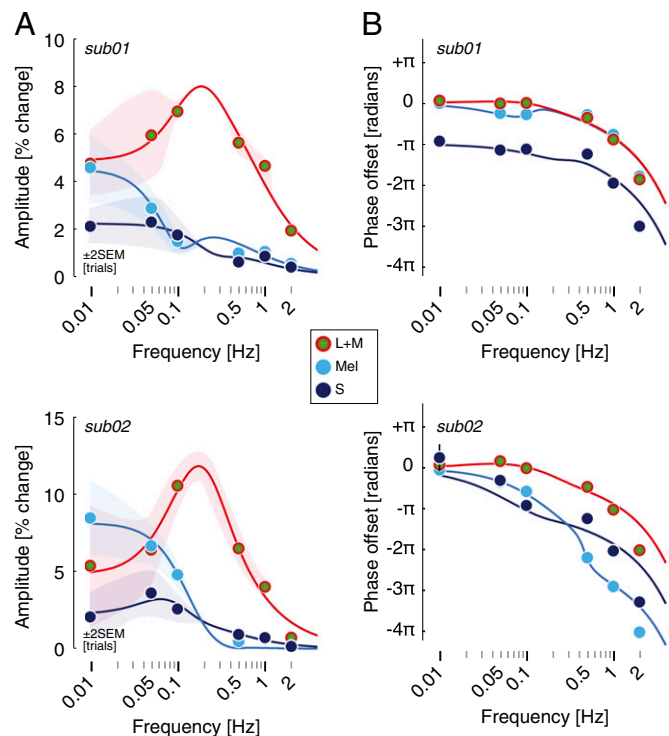 A
B
sub01
sub01
10
8
6
4
2
0
Amplitude [% change]
±2SEM
[trials]
0.01
0.05
0.1
0.5
1
2
Frequency [Hz]
+π
0
-π
-2π
-3π
-4π
Phase offset [radians]
0.01
0.05
0.1
0.5
1
2
Frequency [Hz]
L+M
Mel
S
sub02
sub02
15
10
5
0
Amplitude [% change]
±2SEM
[trials]
0.01
0.05
0.1
0.5
1
2
Frequency [Hz]
+π
0
-π
-2π
-3π
-4π
Phase offset [radians]
0.01
0.05
0.1
0.5
1
2
Frequency [Hz]